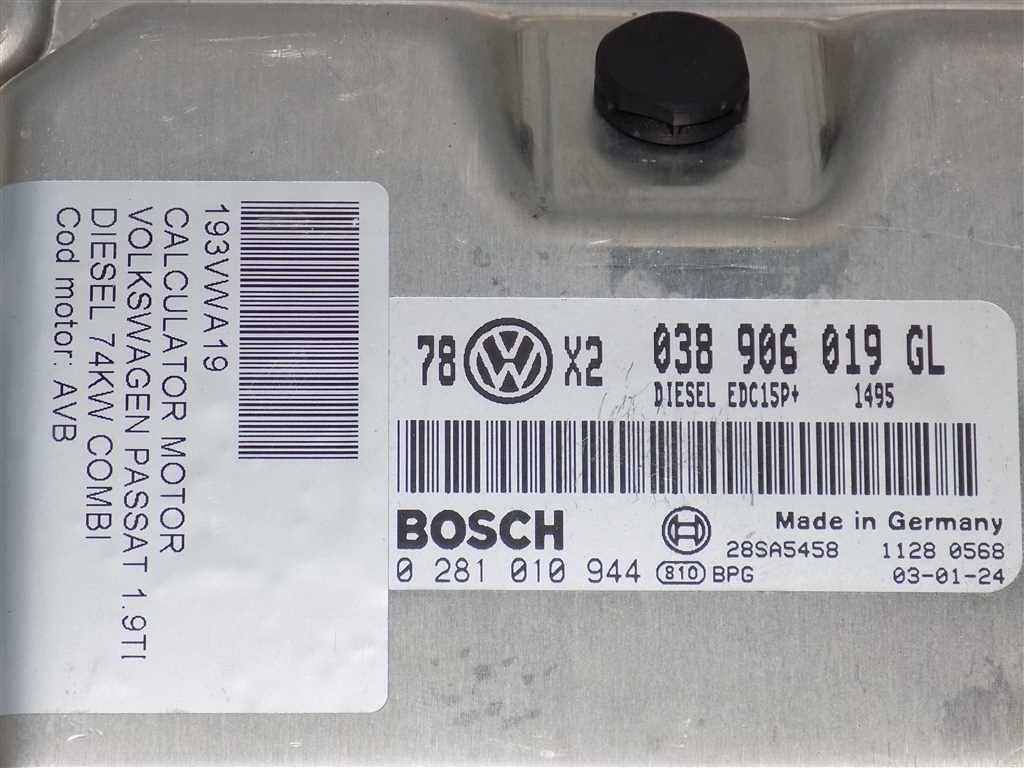 193VWA19
CALCULATOR MOTOR
VOLKSWAGEN PASSAT 1.9TI
DIESEL 74KW COMBI
Cod motor: AVB
78 VW X2 038 906 019 GL
DIESEL EDC15P+ 1495
BOSCH Made in Germany
28SA5458 1128 0568
0 281 010 944 810 BPG 03-01-24